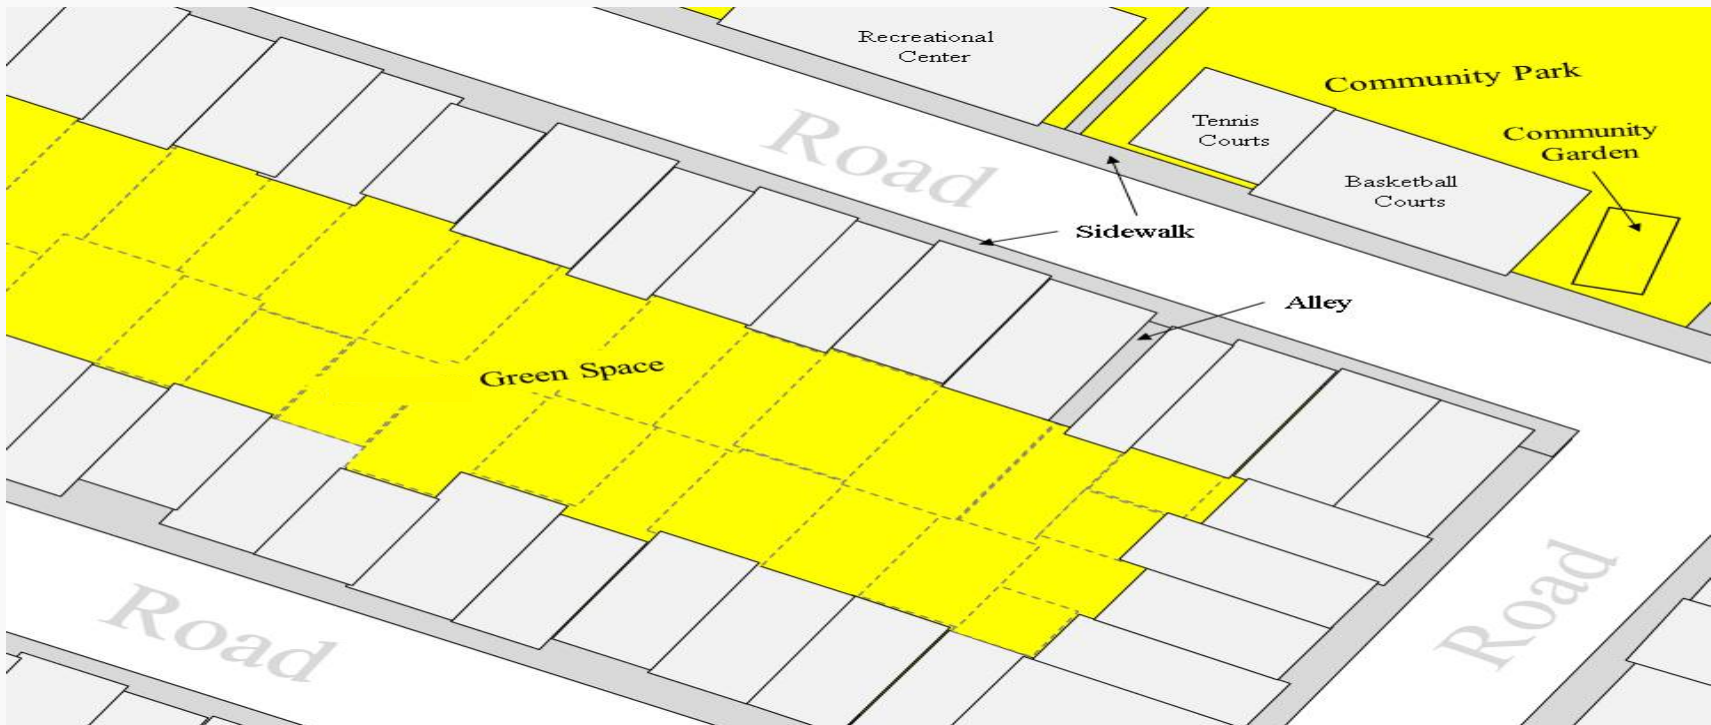 Recreational
Center
Community Park
Tennis
Courts
Community
Garden
Road
Basketball
Courts
Sidewalk
Alley
Green Space
Road
Road